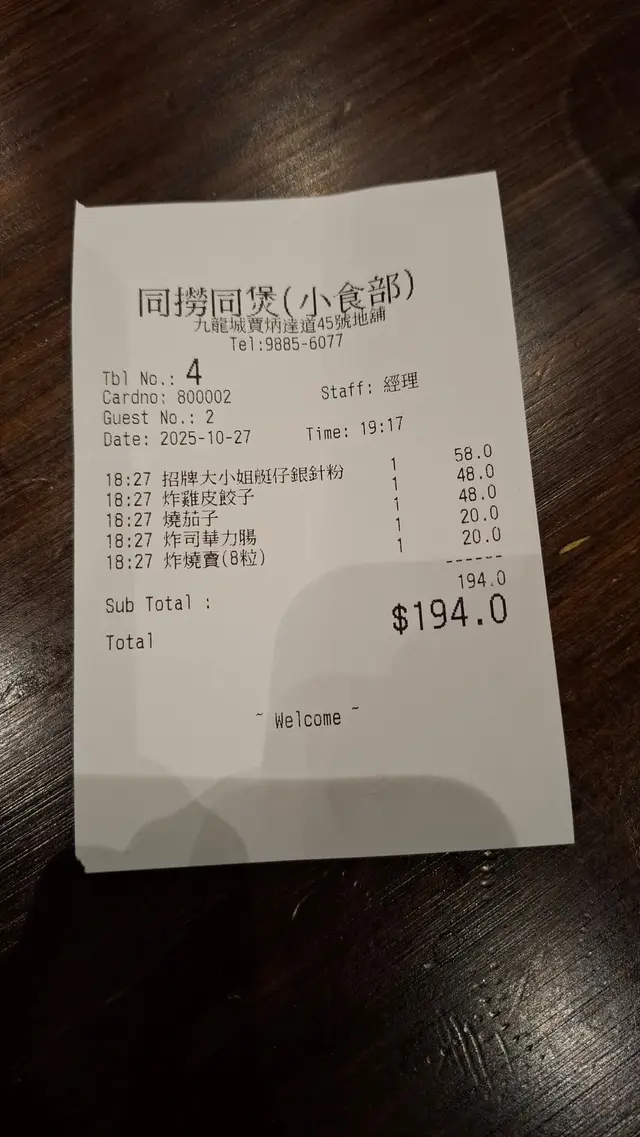 同撈同煲(小食部)
九龍城賈炳達道45號地舖
Tel:9885-6077
Tbl No.: 4
Cardno: 800002 Staff: 經理
Guest No.: 2
Date: 2025-10-27 Time: 19:17
18:27 招牌大小姐艇仔銀針粉 1 58.0
18:27 炸雞皮餃子 1 48.0
18:27 燒茄子 1 48.0
18:27 炸司華力腸 1 20.0
18:27 炸燒賣(8粒) 1 20.0
------
Sub Total : 194.0
Total $194.0
~ Welcome ~